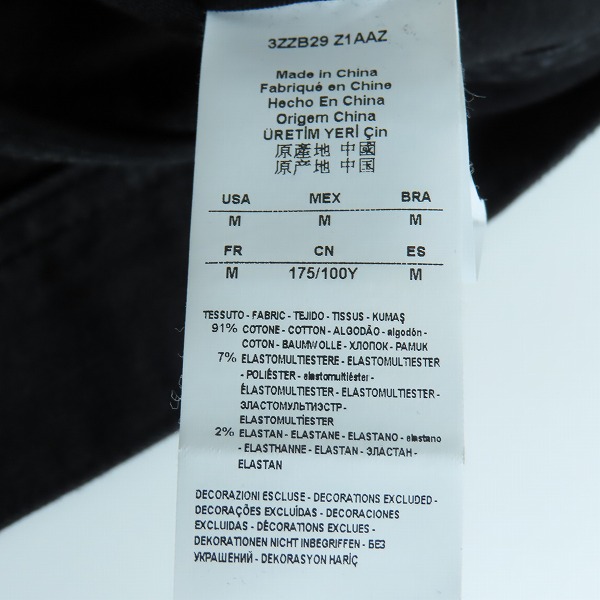 3ZZB29 Z1AAZ
Made in China
Fabriqué en Chine
Hecho En China
Origem China
ÜRETİM YERİ Çin
原產地 中國
原产地 中国
USA MEX BRA
M M M
FR CN ES
M 175/100Y M
TESSUTO - FABRIC - TEJIDO - TISSUS - KUMAŞ
91% COTONE - COTTON - ALGODÃO - algodón -
COTON - BAUMWOLLE - ХЛОПОК - PAMUK
7% ELASTOMULTIESTERE - ELASTOMULTIESTER
- POLIÉSTER - elastomultiéster -
ÉLASTOMULTIESTER - ELASTOMULTIESTER -
ЭЛАСТОМУЛЬТИЭСТР -
ELASTOMULTİESTER
2% ELASTAN - ELASTANE - ELASTANO - elastano
- ELASTHANNE - ELASTAN - ЭЛАСТАН -
ELASTAN
DECORAZIONI ESCLUSE - DECORATIONS EXCLUDED -
DECORAÇÕES EXCLUÍDAS - DECORACIONES
EXCLUIDAS - DÉCORATIONS EXCLUES -
DEKORATIONEN NICHT INBEGRIFFEN - БЕЗ
УКРАШЕНИЙ - DEKORASYON HARİÇ